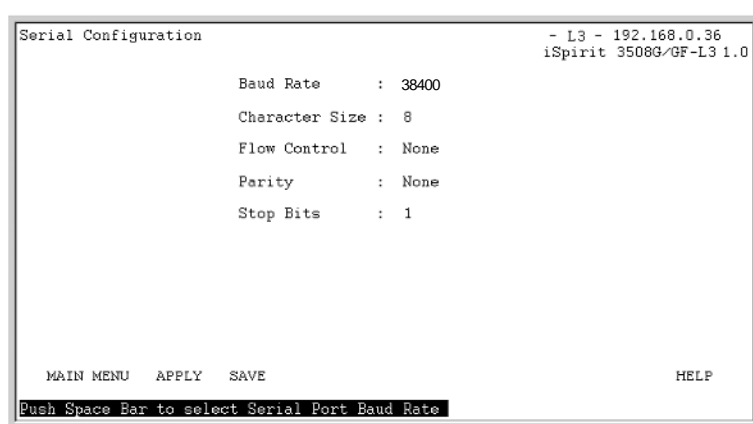 Serial Configuration - L3 - 192.168.0.36
iSpirit 3508G/GF-L3 1.0
Baud Rate : 38400
Character Size : 8
Flow Control : None
Parity : None
Stop Bits : 1
MAIN MENU APPLY SAVE HELP
Push Space Bar to select Serial Port Baud Rate